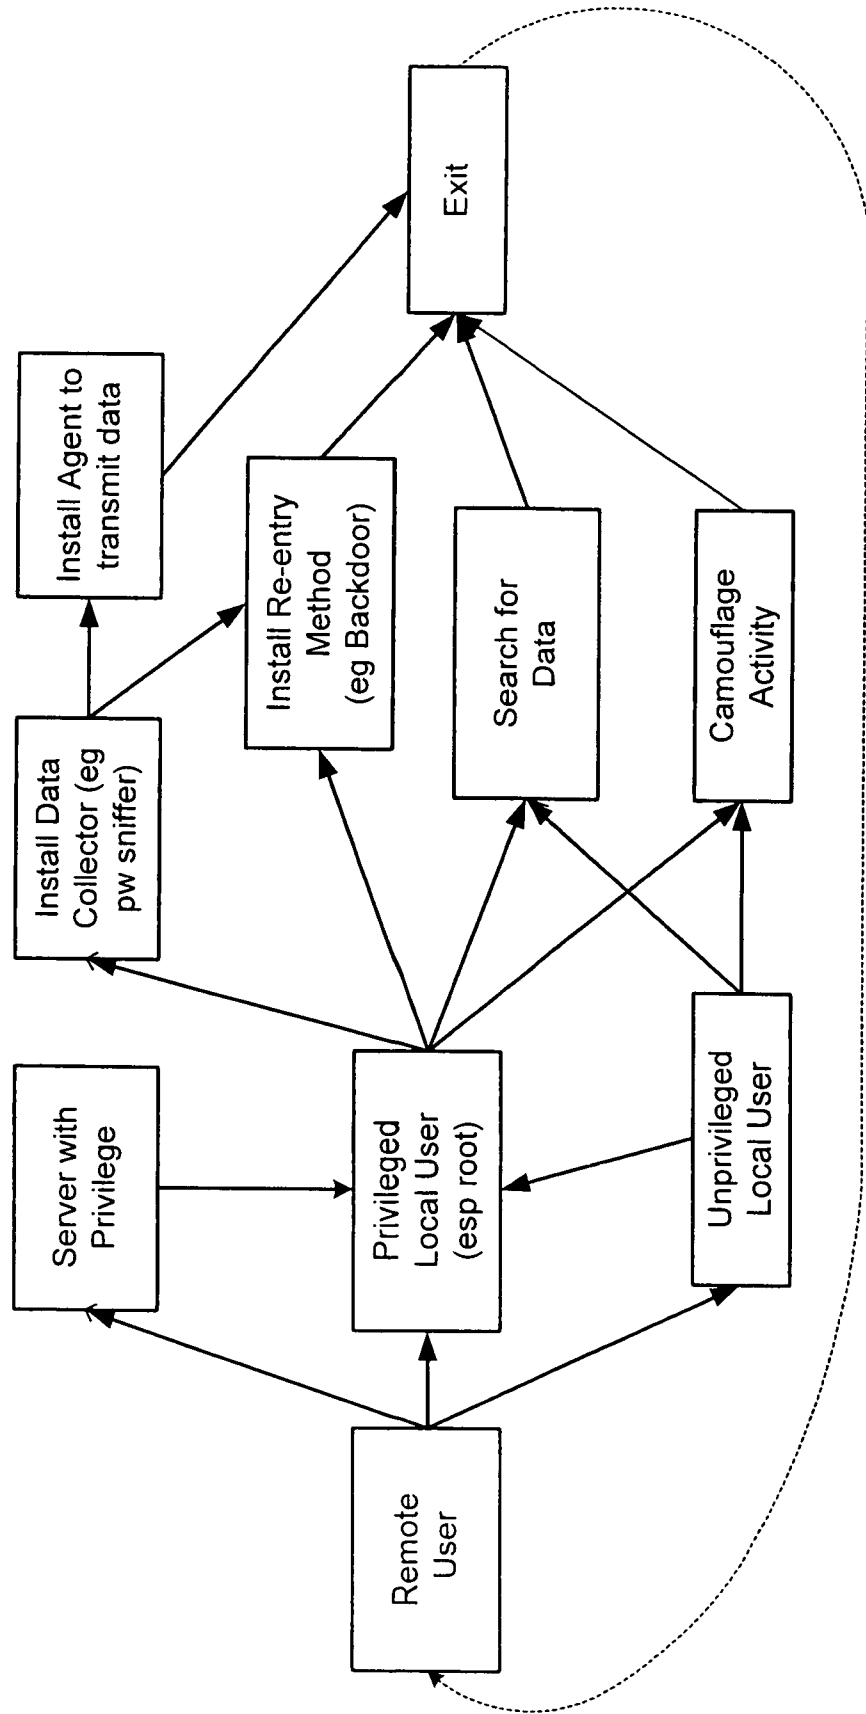 Remote
User
Server with
Privilege
Privileged
Local User
(esp root)
Unprivileged
Local User
Install Data
Collector (eg
pw sniffer)
Install Agent to
transmit data
Install Re-entry
Method
(eg Backdoor)
Search for
Data
Camouflage
Activity
Exit